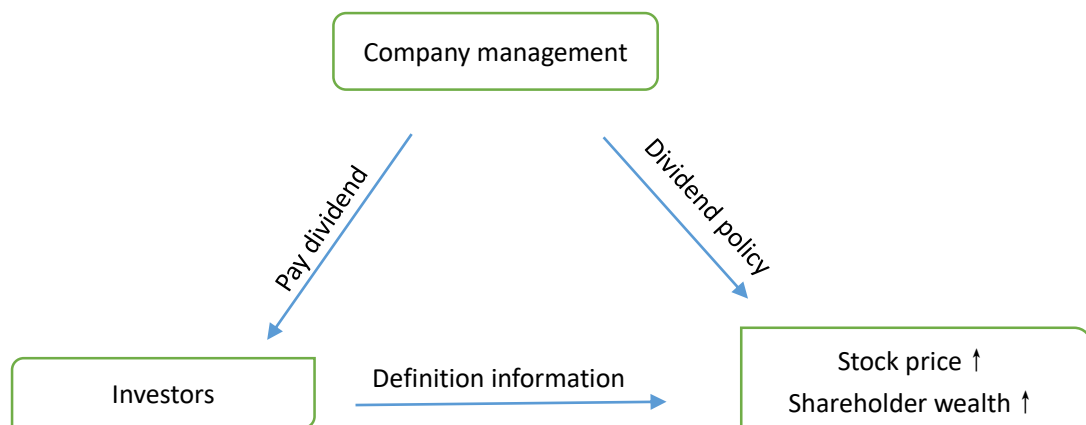 Company management
Pay dividend
Dividend policy
Investors
Definition information
Stock price ↑
Shareholder wealth ↑